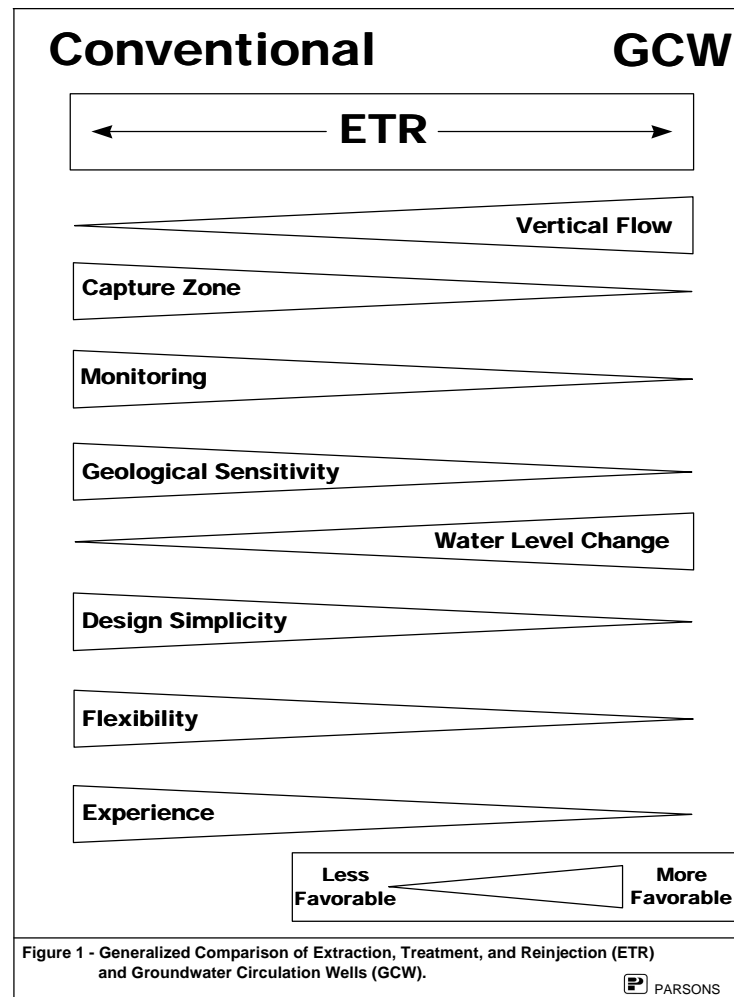 Conventional GCW
ETR
Vertical Flow
Capture Zone
Monitoring
Geological Sensitivity
Water Level Change
Design Simplicity
Flexibility
Experience
Less More
Favorable Favorable
Figure 1 - Generalized Comparison of Extraction, Treatment, and Reinjection (ETR)
and Groundwater Circulation Wells (GCW).
P PARSONS